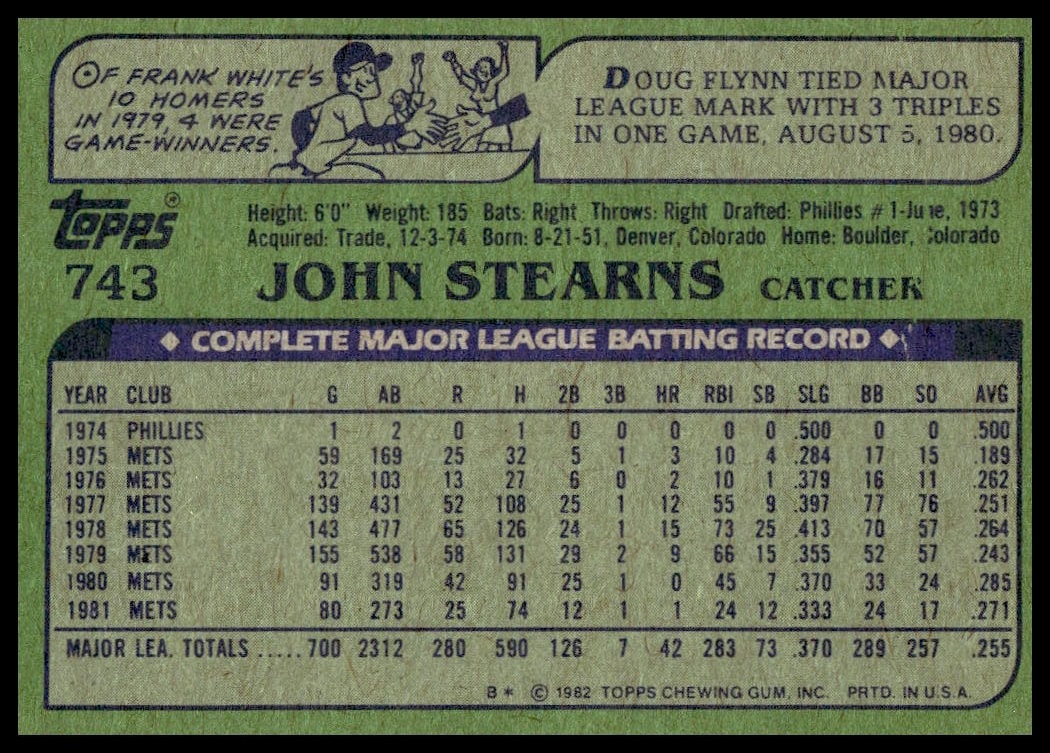 OF FRANK WHITE'S
10 HOMERS
IN 1979, 4 WERE
GAME-WINNERS.
DOUG FLYNN TIED MAJOR
LEAGUE MARK WITH 3 TRIPLES
IN ONE GAME, AUGUST 5, 1980.
TOPPS®
Height: 6'0" Weight: 185 Bats: Right Throws: Right Drafted: Phillies #1-June, 1973
Acquired: Trade, 12-3-74 Born: 8-21-51, Denver, Colorado Home: Boulder, Colorado
743 JOHN STEARNS CATCHER
◆ COMPLETE MAJOR LEAGUE BATTING RECORD ◆
YEAR CLUB G AB R H 2B 3B HR RBI SB SLG BB SO AVG
1974 PHILLIES 1 2 0 1 0 0 0 0 0 .500 0 0 .500
1975 METS 59 169 25 32 5 1 3 10 4 .284 17 15 .189
1976 METS 32 103 13 27 6 0 2 10 1 .379 16 11 .262
1977 METS 139 431 52 108 25 1 12 55 9 .397 77 76 .251
1978 METS 143 477 65 126 24 1 15 73 25 .413 70 57 .264
1979 METS 155 538 58 131 29 2 9 66 15 .355 52 57 .243
1980 METS 91 319 42 91 25 1 0 45 7 .370 33 24 .285
1981 METS 80 273 25 74 12 1 1 24 12 .333 24 17 .271
MAJOR LEA. TOTALS .....700 2312 280 590 126 7 42 283 73 .370 289 257 .255
B* © 1982 TOPPS CHEWING GUM, INC. PRTD. IN U.S.A.